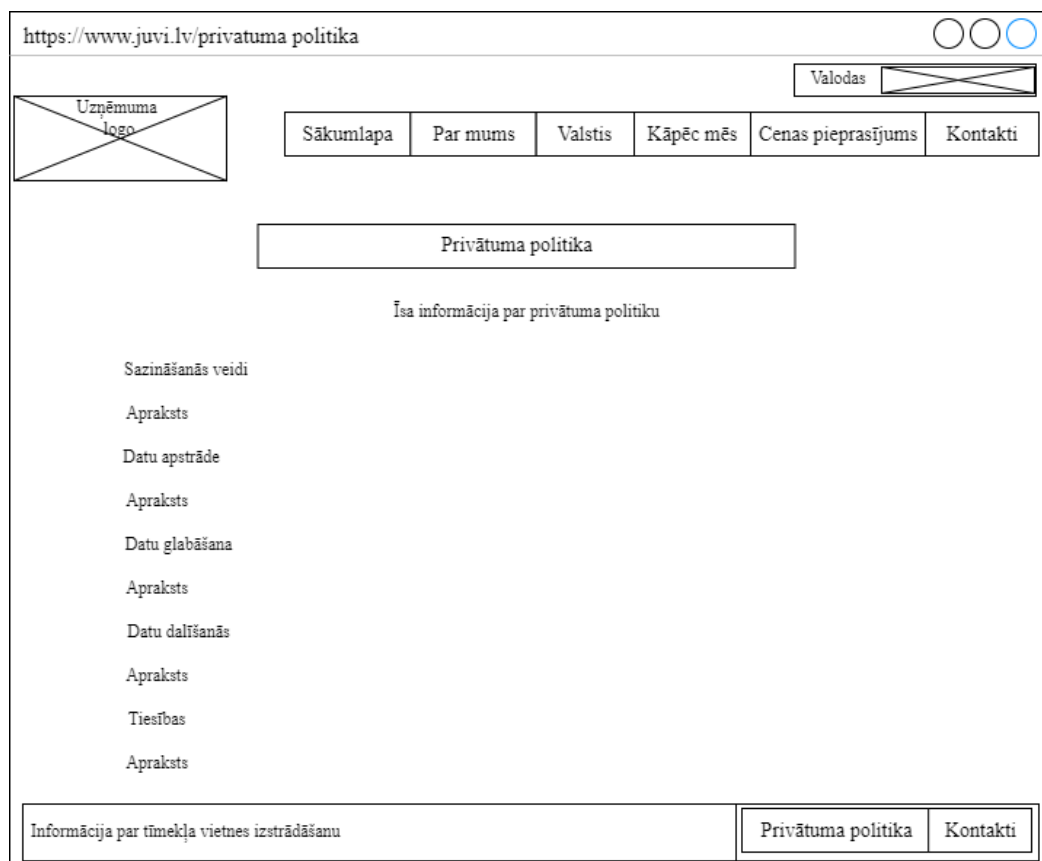 https://www.juvi.lv/privatuma politika
Valodas
Uzņēmuma
logo
Sākumlapa
Par mums
Valstis
Kāpēc mēs
Cenas pieprasījums
Kontakti
Privātuma politika
Īsa informācija par privātuma politiku
Sazināšanās veidi
Apraksts
Datu apstrāde
Apraksts
Datu glabāšana
Apraksts
Datu dalīšanās
Apraksts
Tiesības
Apraksts
Informācija par tīmekļa vietnes izstrādāšanu
Privātuma politika
Kontakti